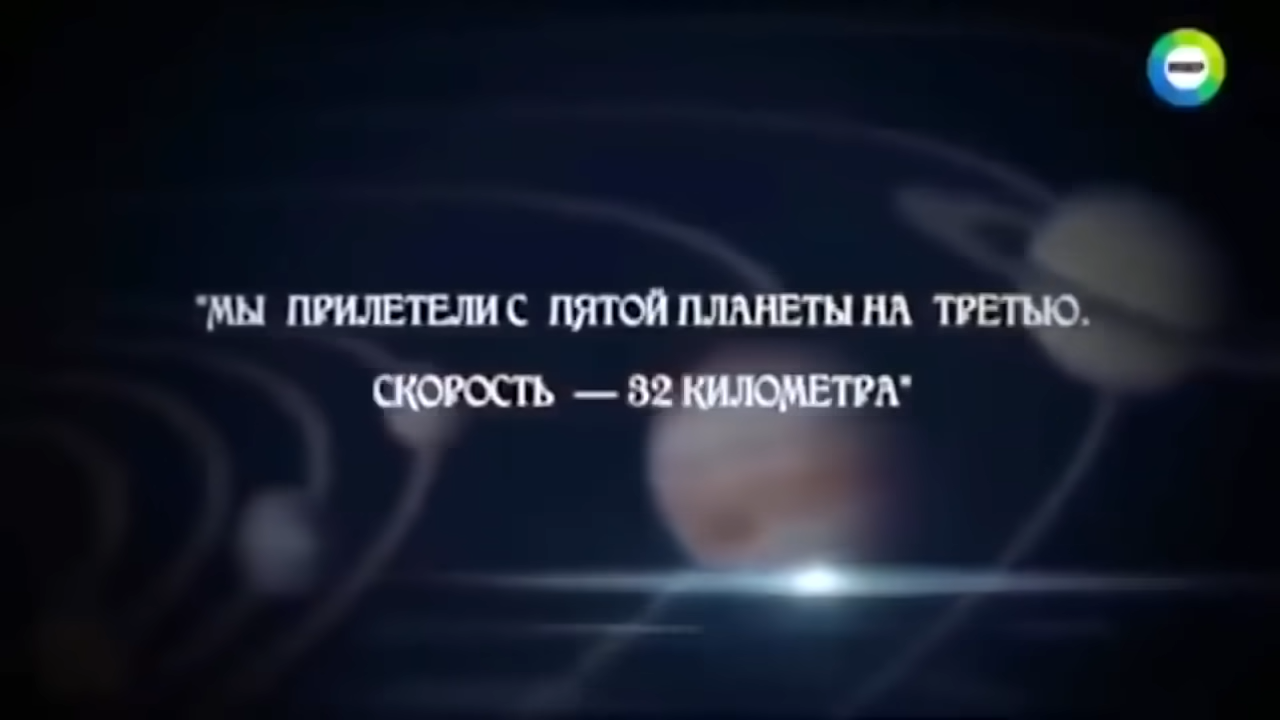 "МЫ ПРИЛЕТЕЛИ С ПЯТОЙ ПЛАНЕТЫ НА ТРЕТЬЮ.
СКОРОСТЬ — 32 КИЛОМЕТРА"